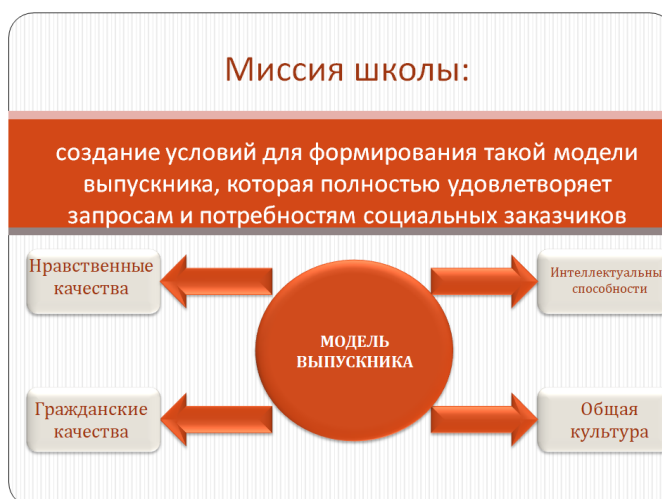 Миссия школы:
создание условий для формирования такой модели
выпускника, которая полностью удовлетворяет
запросам и потребностям социальных заказчиков
Нравственные
качества
Интеллектуальные
способности
МОДЕЛЬ
ВЫПУСКНИКА
Гражданские
качества
Общая
культура